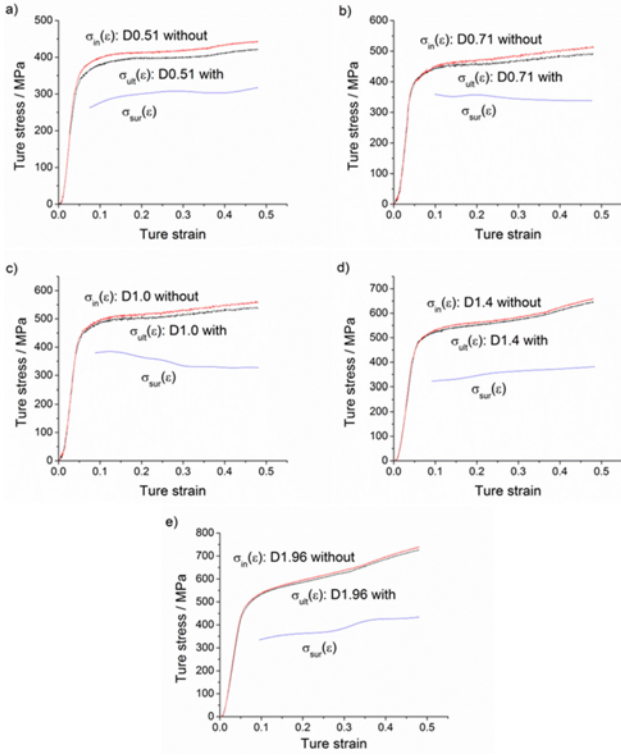 a)
Ture stress / MPa
500
400
300
200
100
0
σin(ε): D0.51 without
σult(ε): D0.51 with
σsur(ε)
0.0 0.1 0.2 0.3 0.4 0.5
Ture strain
b)
Ture stress / MPa
600
500
400
300
200
100
0
σin(ε): D0.71 without
σult(ε): D0.71 with
σsur(ε)
0.0 0.1 0.2 0.3 0.4 0.5
Ture strain
c)
Ture stress / MPa
600
500
400
300
200
100
0
σin(ε): D1.0 without
σult(ε): D1.0 with
σsur(ε)
0.0 0.1 0.2 0.3 0.4 0.5
Ture strain
d)
Ture stress / MPa
700
600
500
400
300
200
100
0
σin(ε): D1.4 without
σult(ε): D1.4 with
σsur(ε)
0.0 0.1 0.2 0.3 0.4 0.5
Ture strain
e)
Ture stress / MPa
800
700
600
500
400
300
200
100
0
σin(ε): D1.96 without
σult(ε): D1.96 with
σsur(ε)
0.0 0.1 0.2 0.3 0.4 0.5
Ture strain